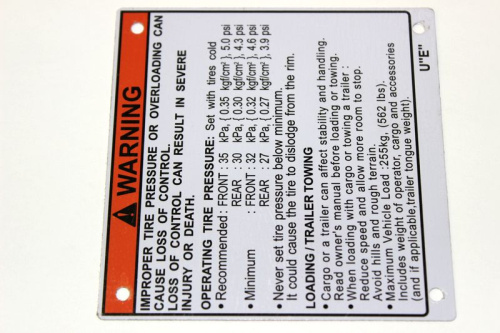 WARNING
IMPROPER TIRE PRESSURE OR OVERLOADING CAN
CAUSE LOSS OF CONTROL.
LOSS OF CONTROL CAN RESULT IN SEVERE
INJURY OR DEATH.
OPERATING TIRE PRESSURE: Set with tires cold
• Recommended : FRONT : 35 kPa, { 0.35 kgf/cm² }, 5.0 psi
REAR : 30 kPa, { 0.30 kgf/cm² }, 4.3 psi
• Minimum : FRONT : 32 kPa, { 0.32 kgf/cm² }, 4.6 psi
REAR : 27 kPa, { 0.27 kgf/cm² }, 3.9 psi
• Never set tire pressure below minimum.
It could cause the tire to dislodge from the rim.
LOADING / TRAILER TOWING
• Cargo or a trailer can affect stability and handling.
Read owner's manual before loading or towing.
• When loading with cargo or towing a trailer :
Reduce speed and allow more room to stop.
Avoid hills and rough terrain.
• Maximum Vehicle Load : 255kg, (562 lbs).
Includes weight of operator, cargo and accessories
(and if applicable,trailer tongue weight).
U"E"